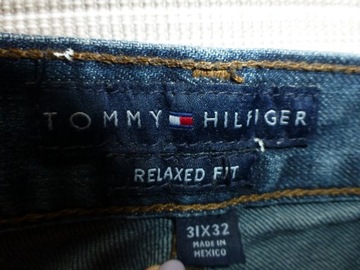 TOMMY HILFIGER
RELAXED FIT
31X32
MADE IN
MEXICO